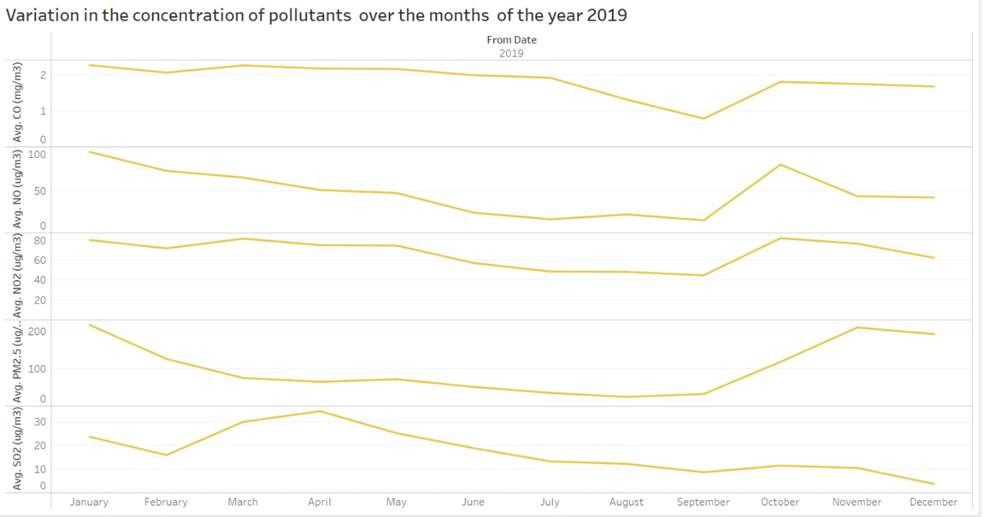 Variation in the concentration of pollutants over the months of the year 2019
From Date
2019
Avg. CO (mg/m3)
2
1
0
Avg. NO (ug/m3)
100
50
0
Avg. NO2 (ug/m3)
80
60
40
20
Avg. PM2.5 (ug/..
200
100
0
Avg. SO2 (ug/m3)
30
20
10
0
January February March April May June July August September October November December